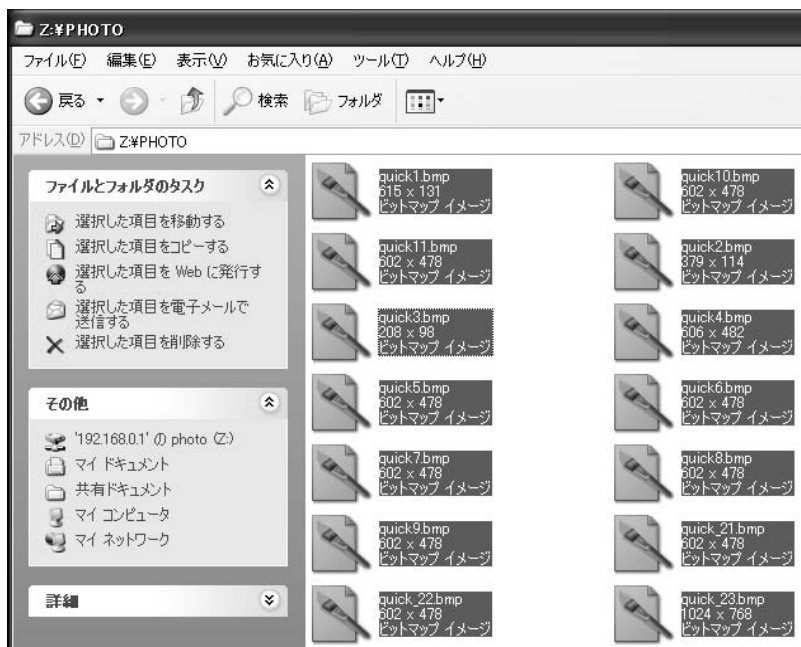 Z:¥PHOTO
ファイル(F) 編集(E) 表示(V) お気に入り(A) ツール(T) ヘルプ(H)
戻る 検索 フォルダ
アドレス(D) Z:¥PHOTO
ファイルとフォルダのタスク
選択した項目を移動する
選択した項目をコピーする
選択した項目を Web に発行す
る
選択した項目を電子メールで
送信する
選択した項目を削除する
その他
'192.168.0.1' の photo (Z:)
マイ ドキュメント
共有ドキュメント
マイ コンピュータ
マイ ネットワーク
詳細
quick1.bmp
615 x 131
ビットマップ イメージ
quick10.bmp
602 x 478
ビットマップ イメージ
quick11.bmp
602 x 478
ビットマップ イメージ
quick2.bmp
379 x 114
ビットマップ イメージ
quick3.bmp
208 x 98
ビットマップ イメージ
quick4.bmp
606 x 482
ビットマップ イメージ
quick5.bmp
602 x 478
ビットマップ イメージ
quick6.bmp
602 x 478
ビットマップ イメージ
quick7.bmp
602 x 478
ビットマップ イメージ
quick8.bmp
602 x 478
ビットマップ イメージ
quick9.bmp
602 x 478
ビットマップ イメージ
quick_21.bmp
602 x 478
ビットマップ イメージ
quick_22.bmp
602 x 478
ビットマップ イメージ
quick_23.bmp
1024 x 768
ビットマップ イメージ